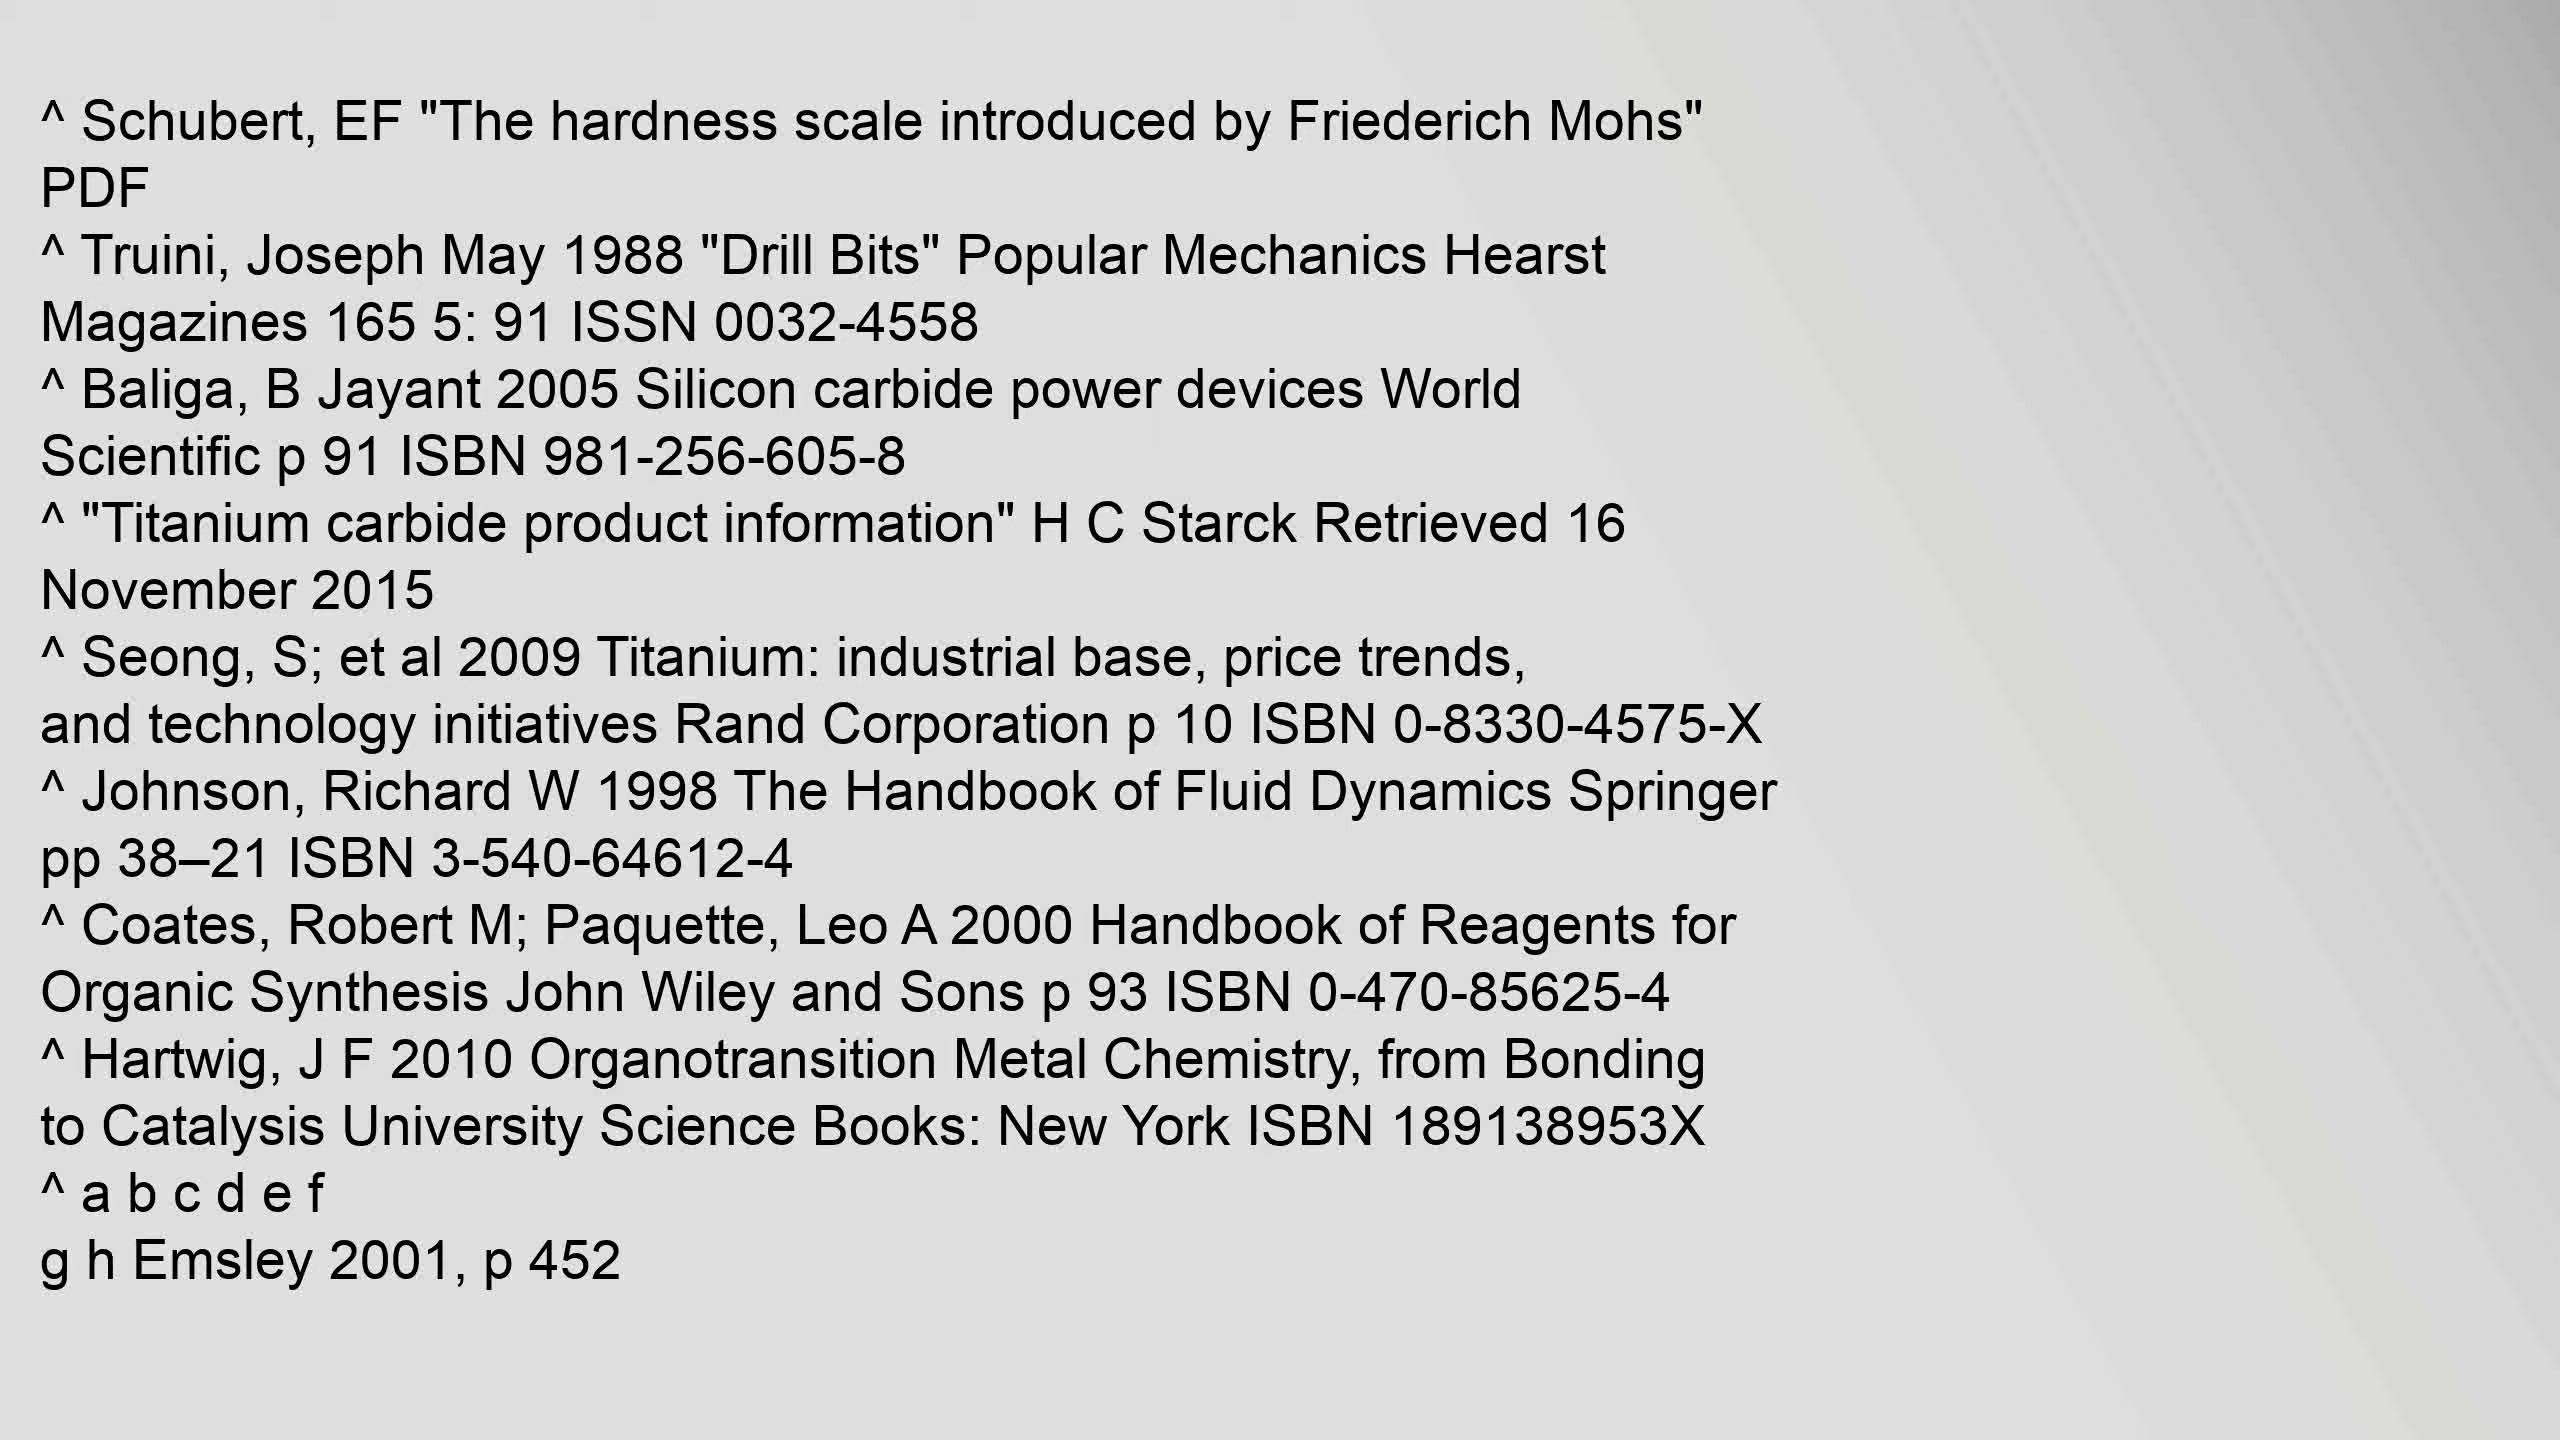 ^ Schubert, EF "The hardness scale introduced by Friederich Mohs"
PDF
^ Truini, Joseph May 1988 "Drill Bits" Popular Mechanics Hearst
Magazines 165 5: 91 ISSN 0032-4558
^ Baliga, B Jayant 2005 Silicon carbide power devices World
Scientific p 91 ISBN 981-256-605-8
^ "Titanium carbide product information" H C Starck Retrieved 16
November 2015
^ Seong, S; et al 2009 Titanium: industrial base, price trends,
and technology initiatives Rand Corporation p 10 ISBN 0-8330-4575-X
^ Johnson, Richard W 1998 The Handbook of Fluid Dynamics Springer
pp 38–21 ISBN 3-540-64612-4
^ Coates, Robert M; Paquette, Leo A 2000 Handbook of Reagents for
Organic Synthesis John Wiley and Sons p 93 ISBN 0-470-85625-4
^ Hartwig, J F 2010 Organotransition Metal Chemistry, from Bonding
to Catalysis University Science Books: New York ISBN 189138953X
^ a b c d e f
g h Emsley 2001, p 452